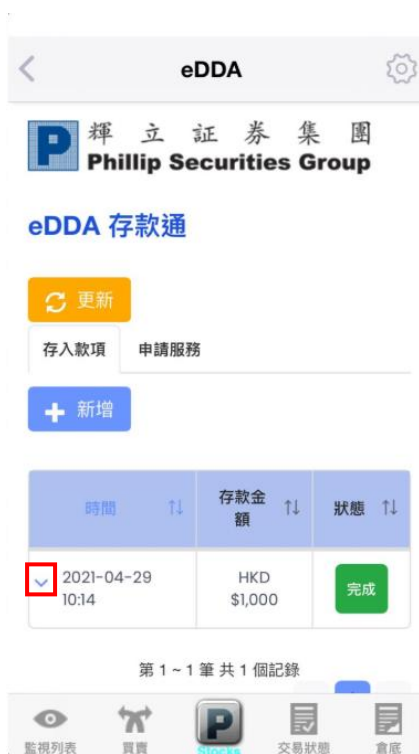 eDDA
輝立証券集團
Phillip Securities Group
eDDA 存款通
更新
存入款項 申請服務
新增
時間 存款金額 狀態
2021-04-29 10:14 HKD $1,000 完成
第 1 ~ 1 筆 共 1 個記錄
監視列表 買賣 Stocks 交易狀態 倉底